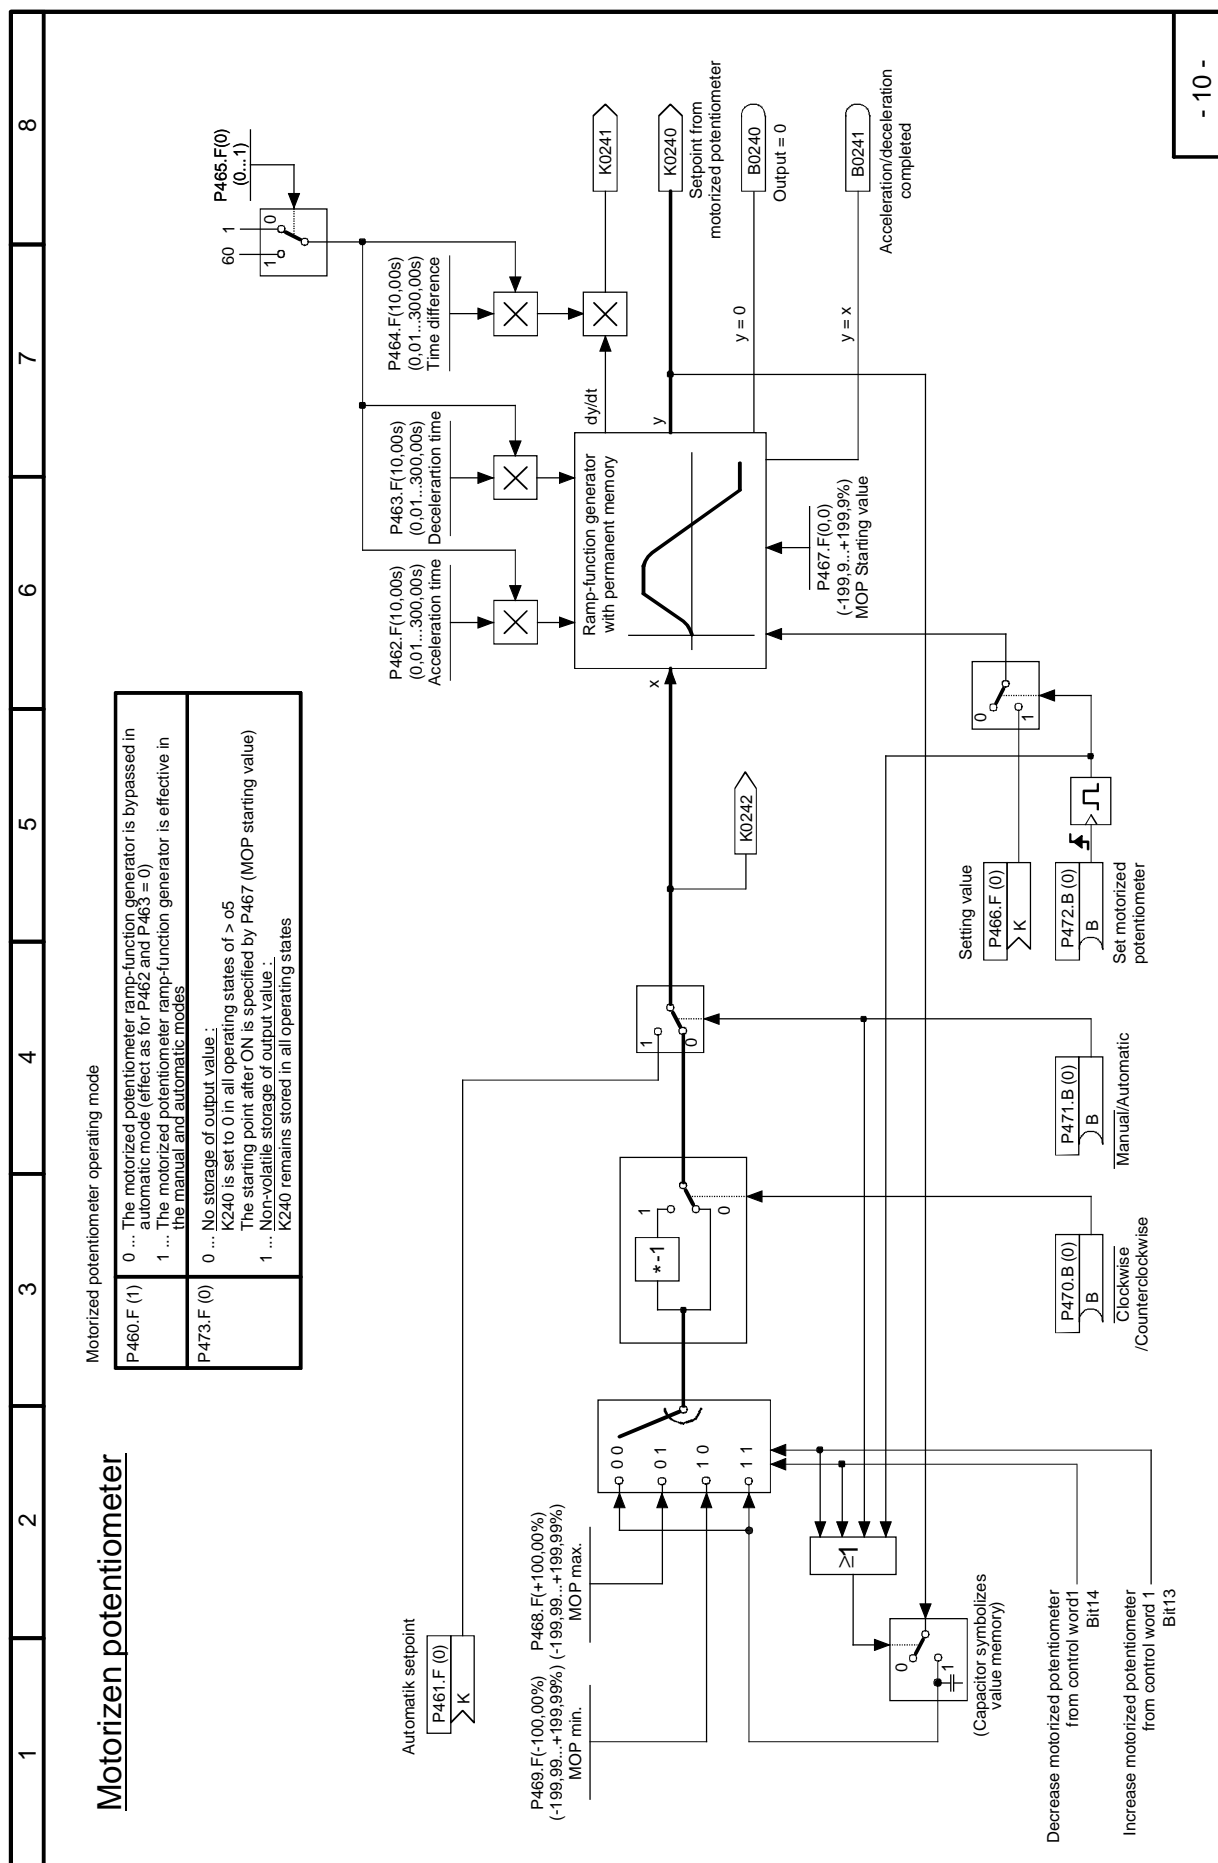 1 2 3 4 5 6 7 8
Motorizen potentiometer
Motorized potentiometer operating mode
P460.F (1)
0 ... The motorized potentiometer ramp-function generator is bypassed in
automatic mode (effect as for P462 and P463 = 0)
1 ... The motorized potentiometer ramp-function generator is effective in
the manual and automatic modes
P473.F (0)
0 ... No storage of output value :
K240 is set to 0 in all operating states of > o5
The starting point after ON is specified by P467 (MOP starting value)
1 ... Non-volatile storage of output value :
K240 remains stored in all operating states
P465.F(0)
(0...1)
60 1
1 0
P462.F(10,00s)
(0,01...300,00s)
Acceleration time
P463.F(10,00s)
(0,01...300,00s)
Decelerartion time
P464.F(10,00s)
(0,01...300,00s)
Time difference
Automatik setpoint
P461.F (0)
K
P469.F(-100,00%)
(-199,99...+199,99%)
MOP min.
P468.F(+100,00%)
(-199,99...+199,99%)
MOP max.
0 0
0 1
1 0
1 1
*-1
1
0
1
0
K0242
x
Ramp-function generator
with permanent memory
dy/dt
y
y = 0
y = x
K0241
K0240
Setpoint from
motorized potentiometer
B0240
Output = 0
B0241
Acceleration/deceleration
completed
P467.F(0,0)
(-199,9...+199,9%)
MOP Starting value
≥1
0
1
(Capacitor symbolizes
value memory)
Setting value
P466.F (0)
K
0
1
P472.B (0)
B
Set motorized
potentiometer
P471.B (0)
B
Manual/Automatic
P470.B (0)
B
Clockwise
/Counterclockwise
Decrease motorized potentiometer
from control word1
Bit14
Increase motorized potentiometer
from control word 1
Bit13
- 10 -